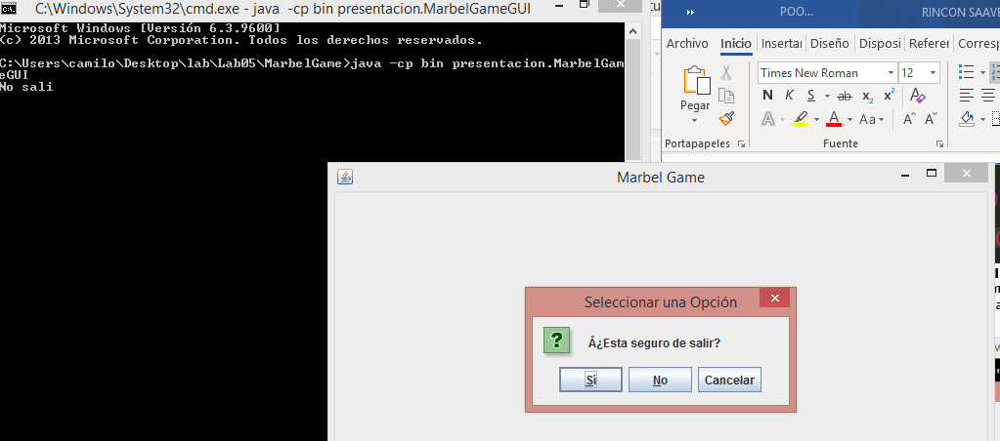 C:\Windows\System32\cmd.exe - java -cp bin presentacion.MarbelGameGUI
Microsoft Windows [Versión 6.3.9600]
(c) 2013 Microsoft Corporation. Todos los derechos reservados.
C:\Users\camilo\Desktop\lab\Lab05\MarbelGame>java -cp bin presentacion.MarbelGam
eGUI
No sali
POO...
RINCON SAAVE
Archivo Inicio Insertar Diseño Disposi Referer Corresp
Times New Roman 12
Pegar
N K S ab x₂ x²
A A Aa A A
Portapapeles Fuente
Marbel Game
Seleccionar una Opción
Â¿Esta seguro de salir?
Sí No Cancelar